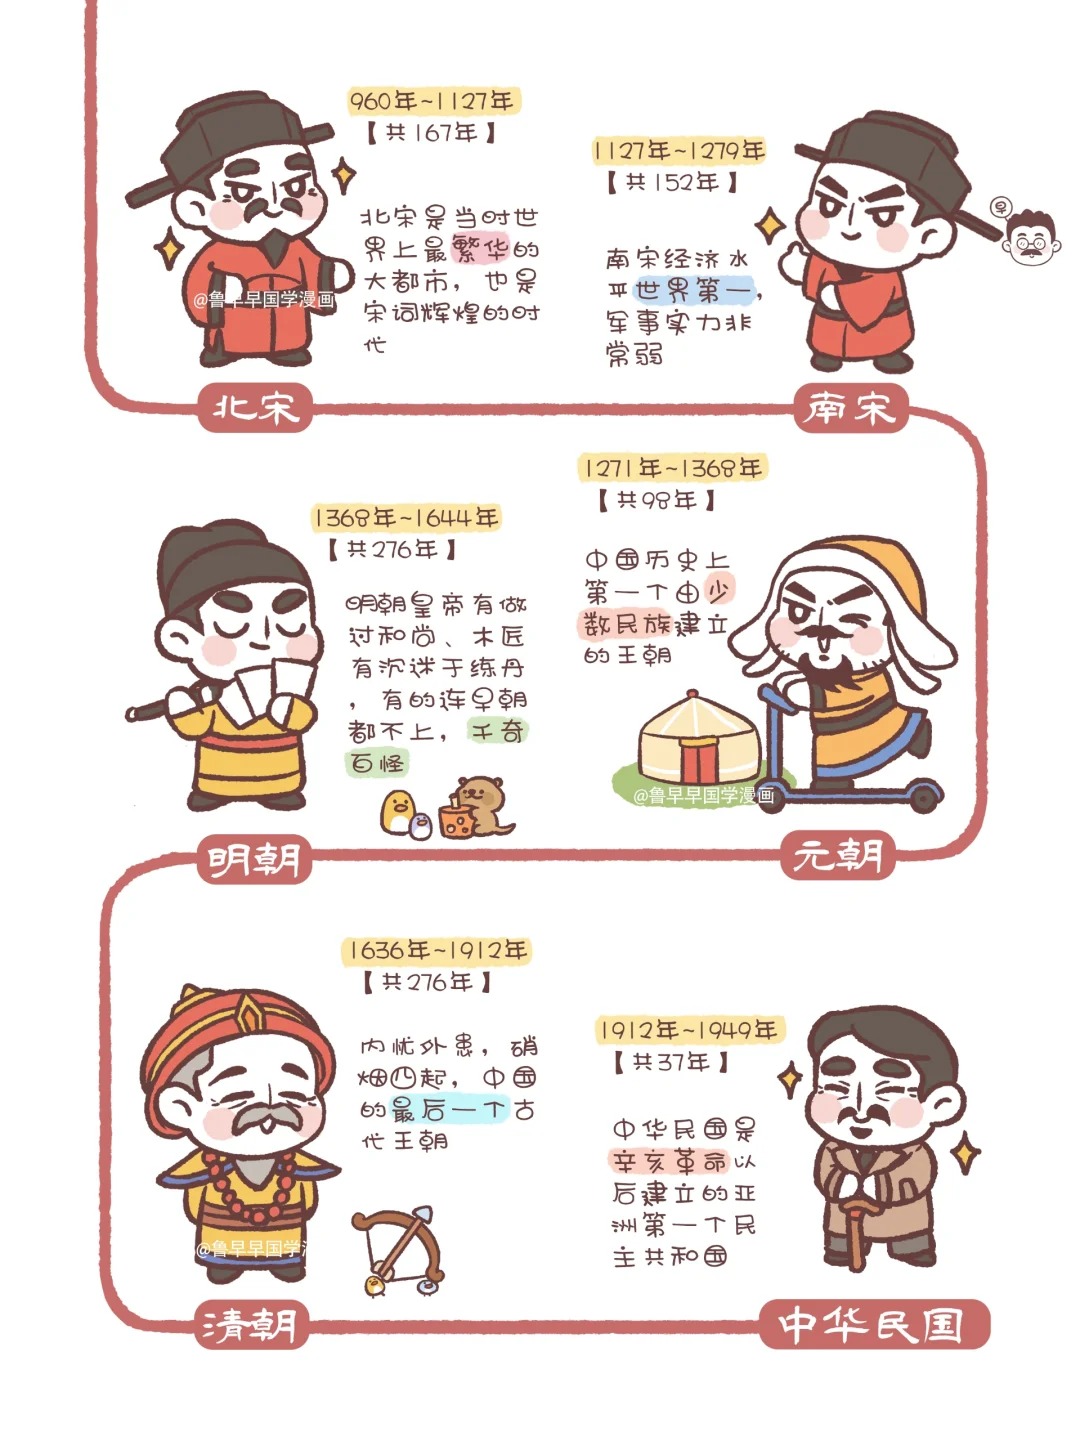 960年~1127年
【共167年】
北宋是当时世
界上最繁华的
大都市，也是
宋词辉煌的时
代
@鲁早早国学漫画
北宋
1127年~1279年
【共152年】
南宋经济水
平世界第一，
军事实力非
常弱
早
南宋
1271年~1368年
【共98年】
中国历史上
第一个由少
数民族建立
的王朝
@鲁早早国学漫画
元朝
1368年~1644年
【共276年】
明朝皇帝有做
过和尚、木匠
有沉迷于练丹
，有的连早朝
都不上，千奇
百怪
明朝
1636年~1912年
【共276年】
内忧外患，硝
烟四起，中国
的最后一个古
代王朝
@鲁早早国学漫
清朝
1912年~1949年
【共37年】
中华民国是
辛亥革命以
后建立的亚
洲第一个民
主共和国
中华民国